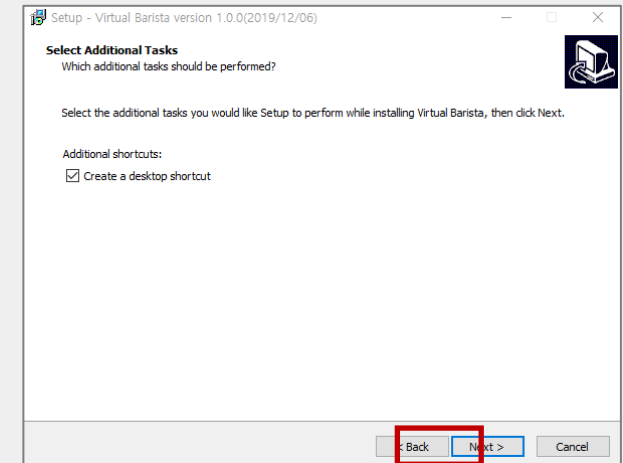 Setup - Virtual Barista version 1.0.0(2019/12/06)
Select Additional Tasks
Which additional tasks should be performed?
Select the additional tasks you would like Setup to perform while installing Virtual Barista, then click Next.
Additional shortcuts:
Create a desktop shortcut
< Back Next > Cancel